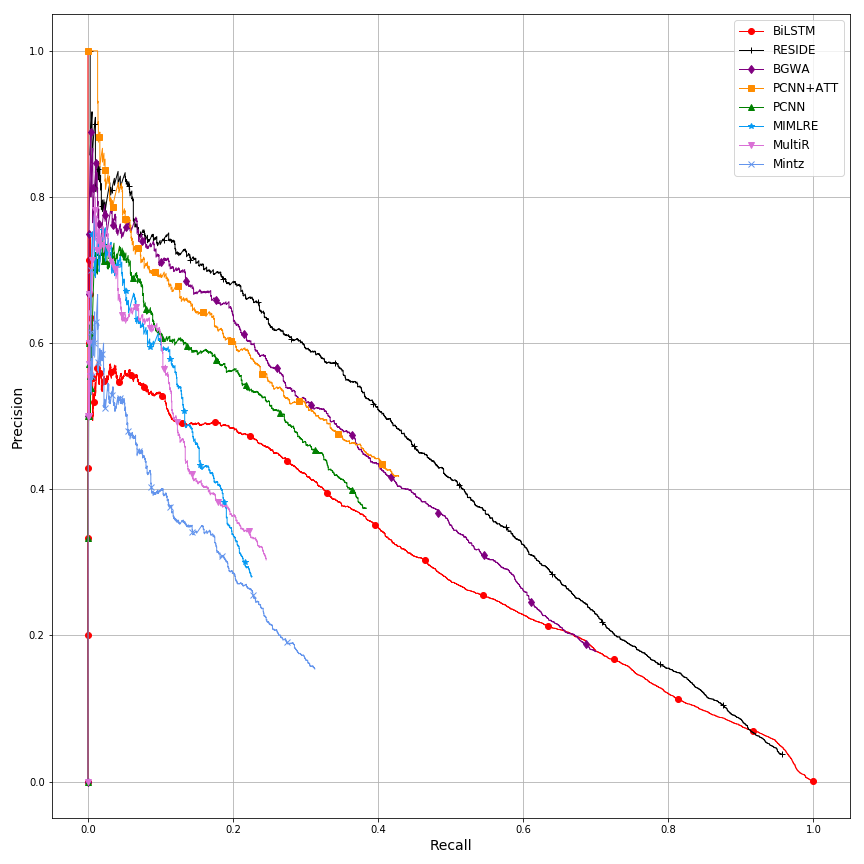 BiLSTM
RESIDE
BGWA
PCNN+ATT
PCNN
MIMLRE
MultiR
Mintz
1.0
0.8
0.6
0.4
0.2
0.0
Precision
0.0 0.2 0.4 0.6 0.8 1.0
Recall